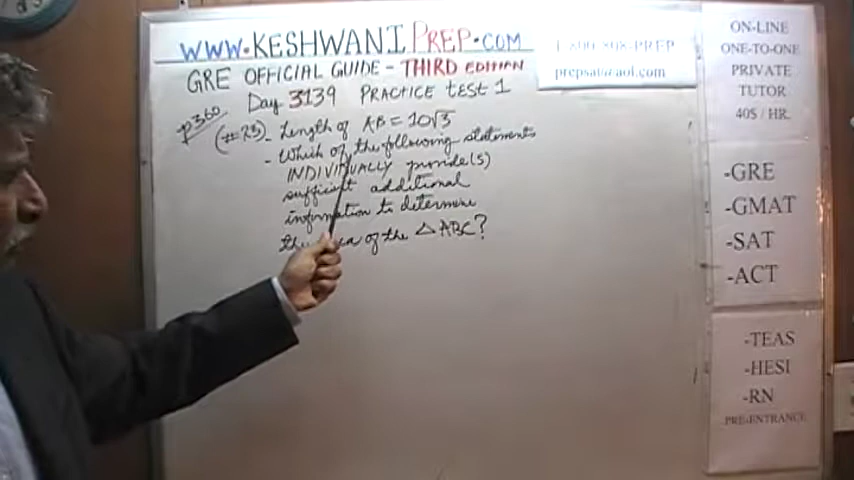 WWW.KESHWANIPREP.COM
1-800-808-PREP
prepsat@aol.com
GRE OFFICIAL GUIDE - THIRD EDITION
Day 3139 PRACTICE TEST 1
p360
(#23) - Length of AB = 10√3
- Which of the following statements
INDIVIDUALLY provide(s)
sufficient additional
information to determine
the area of the △ ABC?
ON-LINE
ONE-TO-ONE
PRIVATE
TUTOR
40$ / HR.
-GRE
-GMAT
-SAT
-ACT
-TEAS
-HESI
-RN
PRE-ENTRANCE